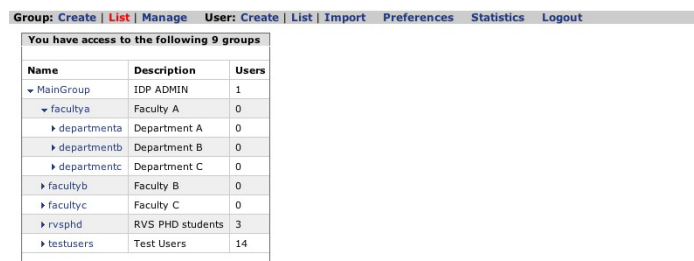 Group: Create | List | Manage User: Create | List | Import Preferences Statistics Logout
You have access to the following 9 groups
Name Description Users
MainGroup IDP ADMIN 1
facultya Faculty A 0
departmenta Department A 0
departmentb Department B 0
departmentc Department C 0
facultyb Faculty B 0
facultyc Faculty C 0
rvsphd RVS PHD students 3
testusers Test Users 14